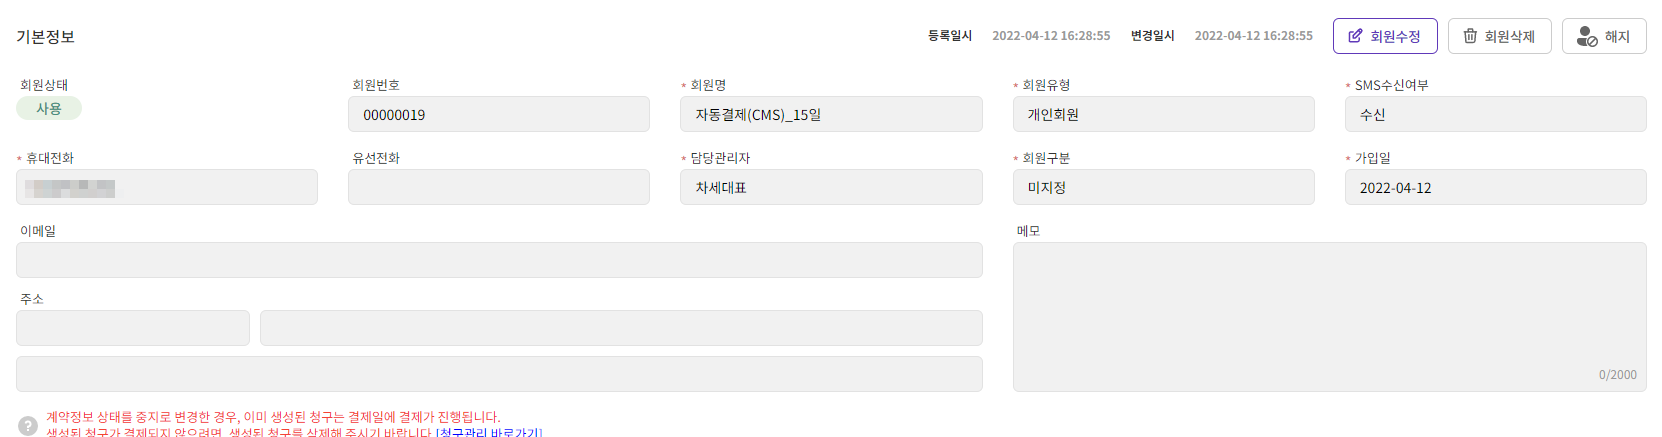 기본정보 등록일시 2022-04-12 16:28:55 변경일시 2022-04-12 16:28:55 회원수정 회원삭제 해지
회원상태 회원번호 * 회원명 * 회원유형 * SMS수신여부
사용 00000019 자동결제(CMS)_15일 개인회원 수신
* 휴대전화 유선전화 * 담당관리자 * 회원구분 * 가입일
차세대표 미지정 2022-04-12
이메일 메모
주소
0/2000
? 계약정보 상태를 중지로 변경한 경우, 이미 생성된 청구는 결제일에 결제가 진행됩니다.
생성된 청구가 결제되지 않으려면, 생성된 청구를 삭제해 주시기 바랍니다.[청구관리 바로가기]